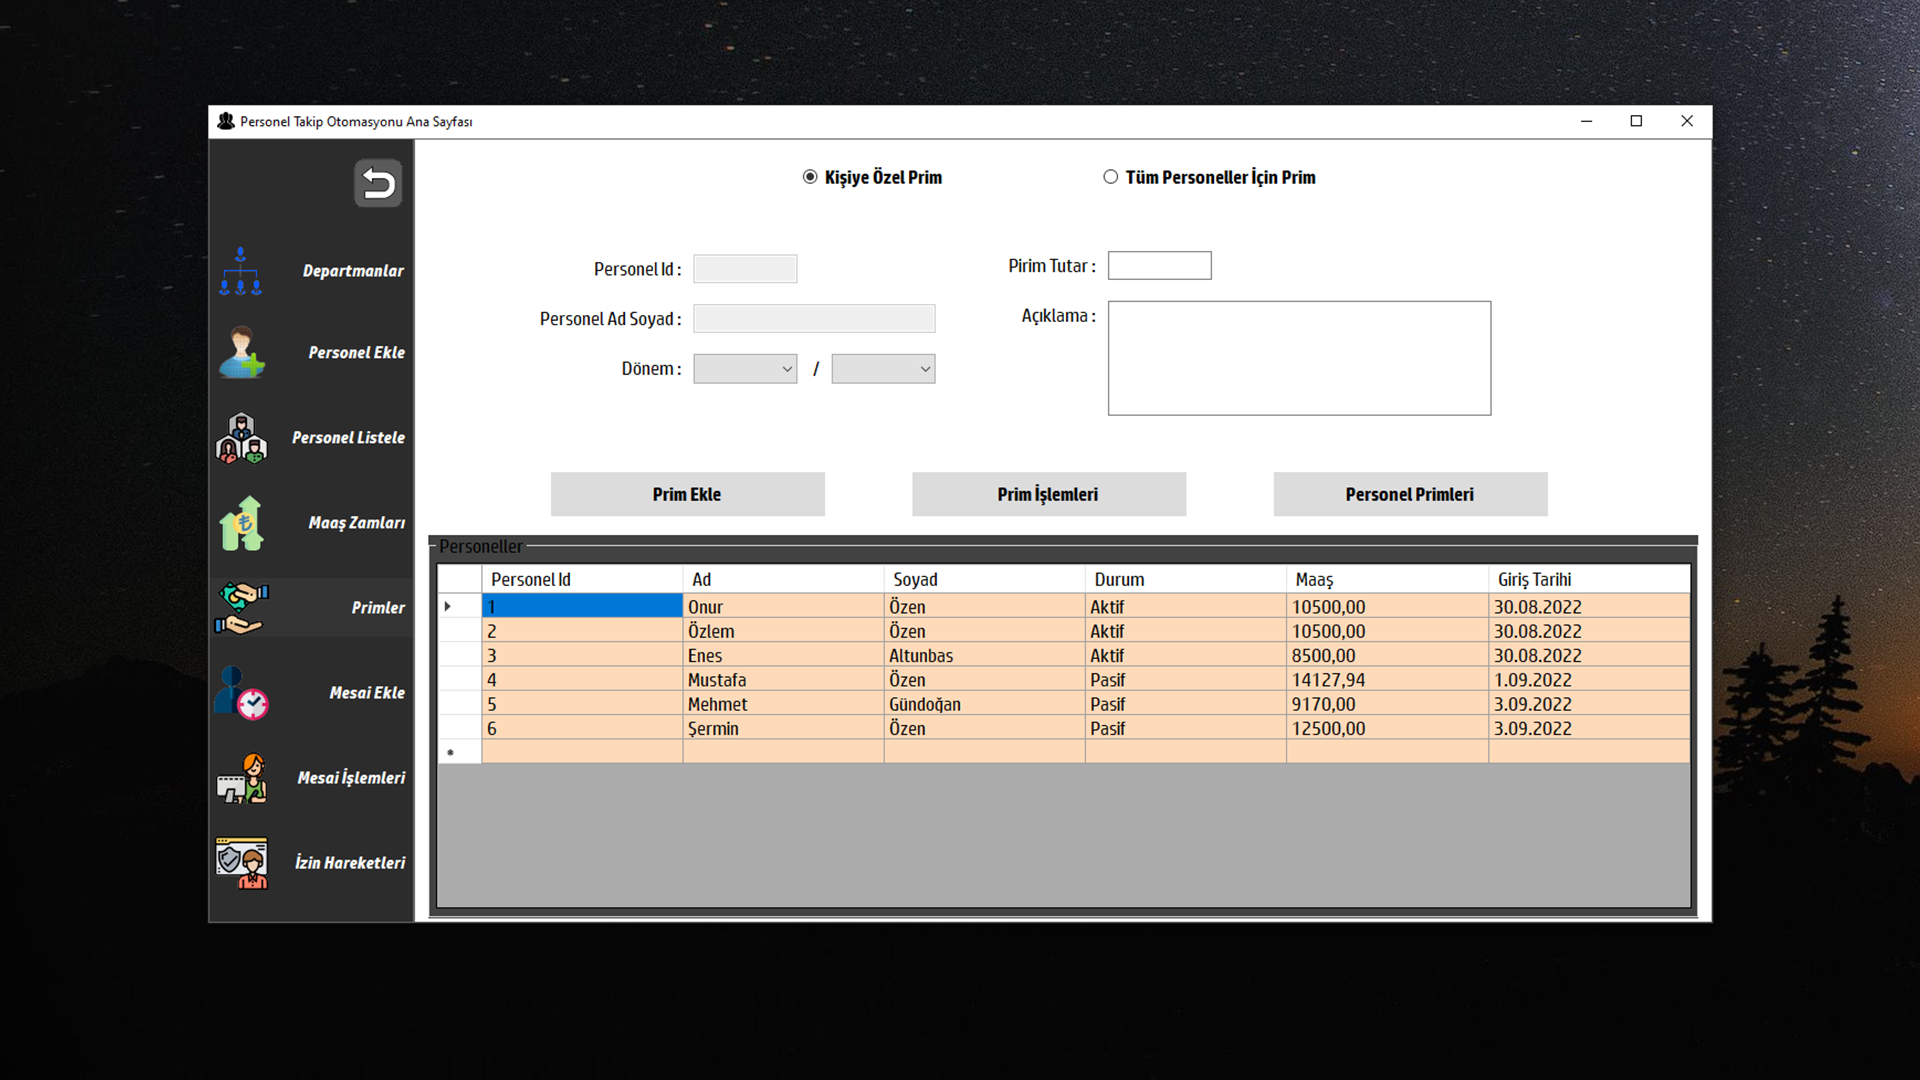 Personel Takip Otomasyonu Ana Sayfası
Departmanlar
Personel Ekle
Personel Listele
Maaş Zamları
Primler
Mesai Ekle
Mesai İşlemleri
İzin Hareketleri
Kişiye Özel Prim
Tüm Personeller İçin Prim
Personel Id :
Pirim Tutar :
Personel Ad Soyad :
Açıklama :
Dönem : /
Prim Ekle
Prim İşlemleri
Personel Primleri
Personeller
Personel Id Ad Soyad Durum Maaş Giriş Tarihi
1 Onur Özen Aktif 10500,00 30.08.2022
2 Özlem Özen Aktif 10500,00 30.08.2022
3 Enes Altunbas Aktif 8500,00 30.08.2022
4 Mustafa Özen Pasif 14127,94 1.09.2022
5 Mehmet Gündoğan Pasif 9170,00 3.09.2022
6 Şermin Özen Pasif 12500,00 3.09.2022